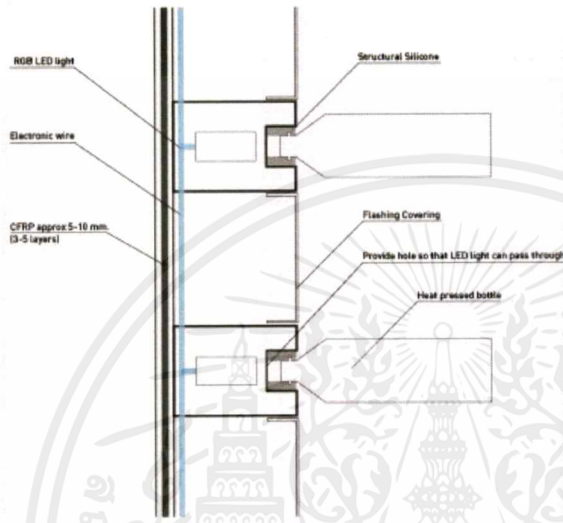 RGB LED light
Structural Silicone
Electronic wire
Flashing Covering
CFRP approx 5-10 mm.
(3-5 layers)
Provide hole so that LED light can pass through
Heat pressed bottle